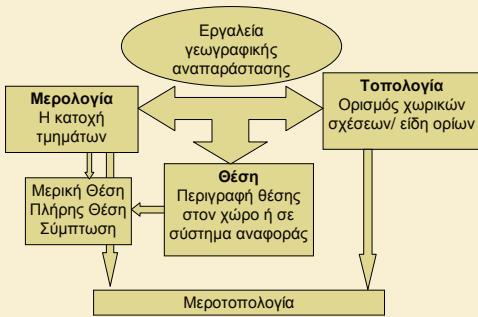 Εργαλεία
γεωγραφικής
αναπαράστασης
Μερολογία
Η κατοχή
τμημάτων
Τοπολογία
Ορισμός χωρικών
σχέσεων/ είδη ορίων
Θέση
Περιγραφή θέσης
στον χώρο ή σε
σύστημα αναφοράς
Μερική Θέση
Πλήρης Θέση
Σύμπτωση
Μεροτοπολογία